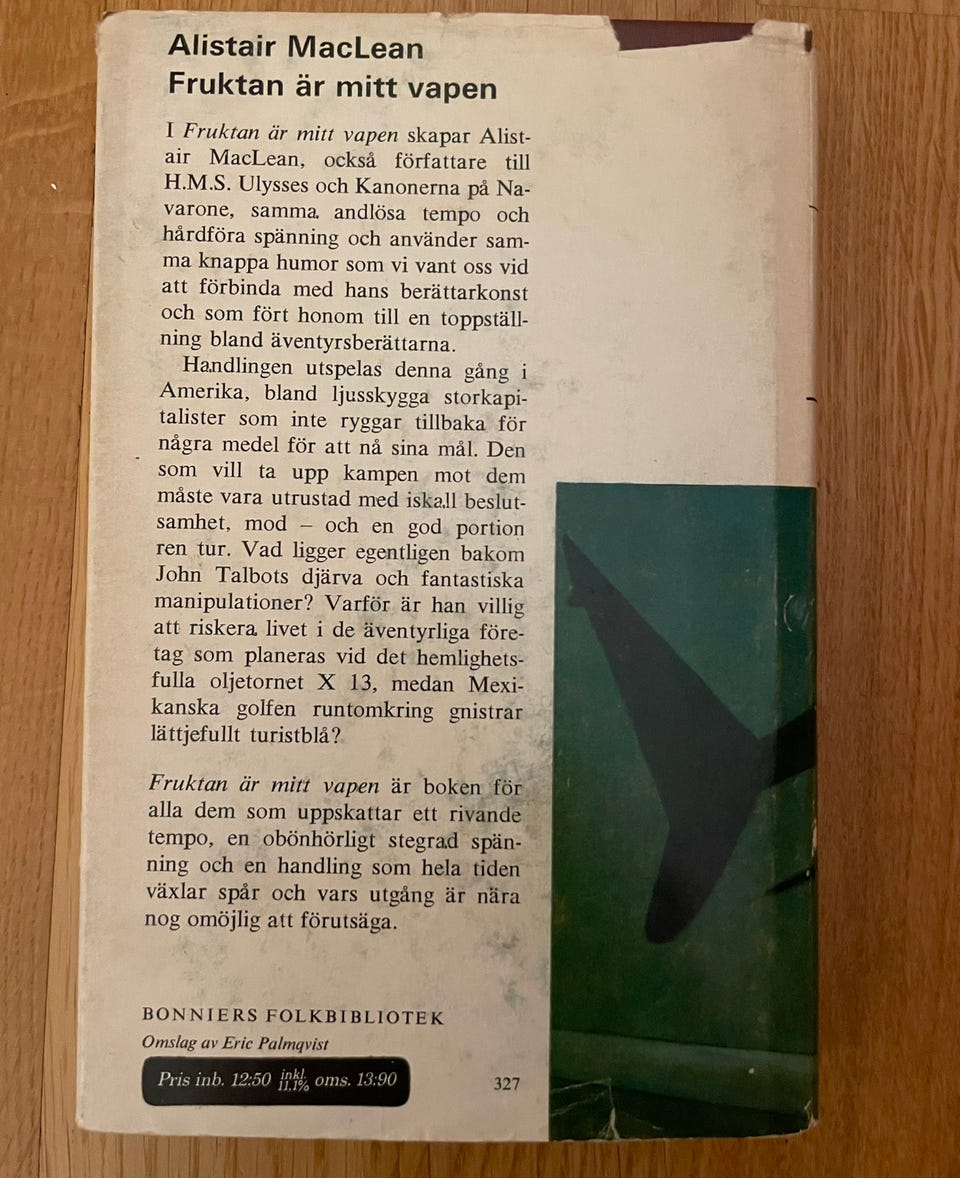 Alistair MacLean
Fruktan är mitt vapen
I Fruktan är mitt vapen skapar Alist-
air MacLean, också författare till
H.M.S. Ulysses och Kanonerna på Na-
varone, samma andlösa tempo och
hårdföra spänning och använder sam-
ma knappa humor som vi vant oss vid
att förbinda med hans berättarkonst
och som fört honom till en toppställ-
ning bland äventyrsberättarna.
Handlingen utspelas denna gång i
Amerika, bland ljusskygga storkapi-
talister som inte ryggar tillbaka för
några medel för att nå sina mål. Den
som vill ta upp kampen mot dem
måste vara utrustad med iskall beslut-
samhet, mod – och en god portion
ren tur. Vad ligger egentligen bakom
John Talbots djärva och fantastiska
manipulationer? Varför är han villig
att riskera livet i de äventyrliga före-
tag som planeras vid det hemlighets-
fulla oljetornet X 13, medan Mexi-
kanska golfen runtomkring gnistrar
lättjefullt turistblå?
Fruktan är mitt vapen är boken för
alla dem som uppskattar ett rivande
tempo, en obönhörligt stegrad spän-
ning och en handling som hela tiden
växlar spår och vars utgång är nära
nog omöjlig att förutsäga.
BONNIERS FOLKBIBLIOTEK
Omslag av Eric Palmqvist
Pris inb. 12:50 inkl. 11,1% oms. 13:90
327